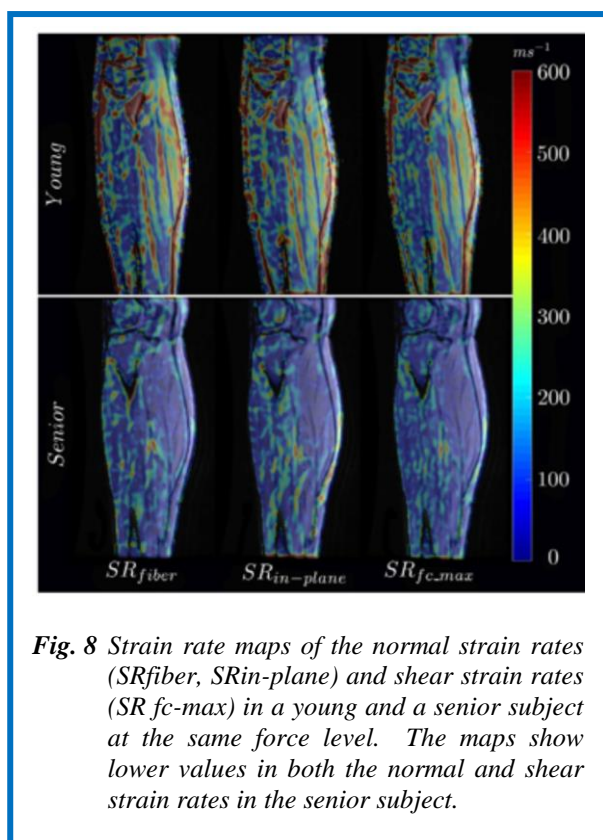 ms⁻¹
600
Young
500
400
300
Senior
200
100
0
SR_fiber SR_in-plane SR_fc_max
Fig. 8 Strain rate maps of the normal strain rates
(SRfiber, SRin-plane) and shear strain rates
(SR fc-max) in a young and a senior subject
at the same force level. The maps show
lower values in both the normal and shear
strain rates in the senior subject.